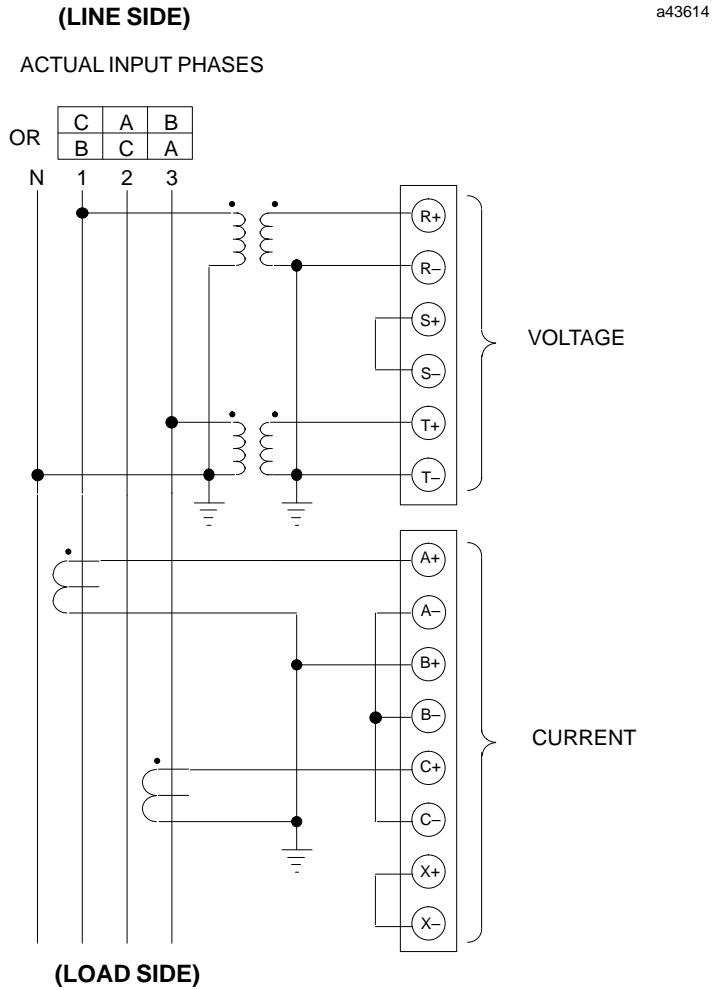 (LINE SIDE)
a43614
ACTUAL INPUT PHASES
C A B
OR
B C A
N 1 2 3
R+
R–
S+
S–
VOLTAGE
T+
T–
A+
A–
B+
B–
CURRENT
C+
C–
X+
X–
(LOAD SIDE)